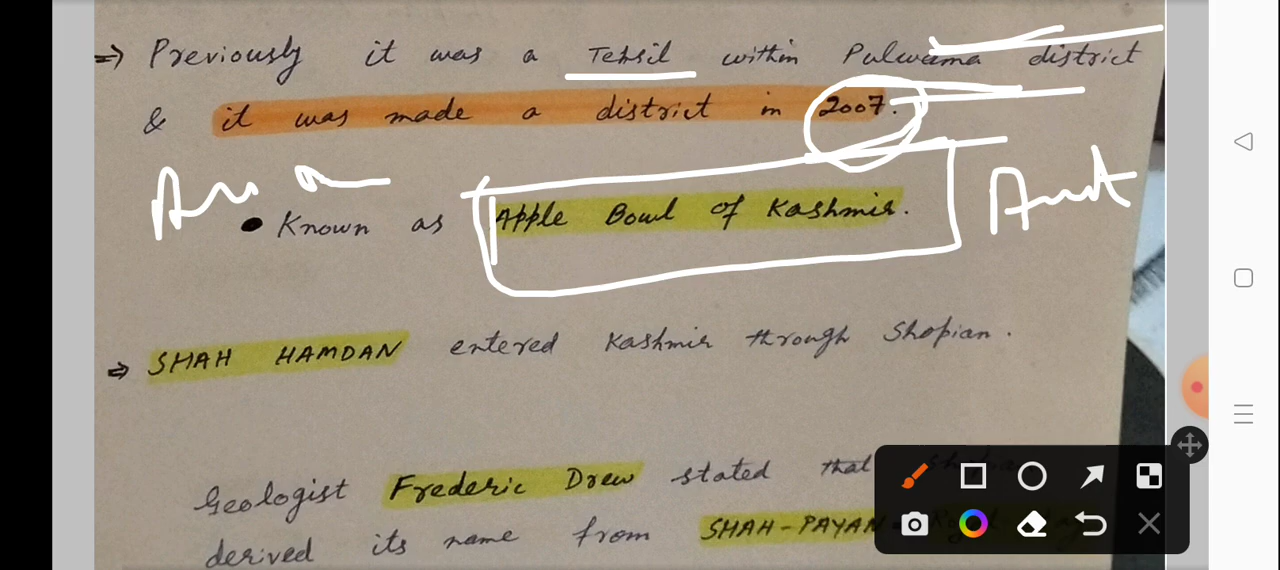 ⇒ Previously it was a Tehsil within Pulwama district
& it was made a district in 2007.
• Known as Apple Bowl of Kashmir.
⇒ SHAH HAMDAN entered Kashmir through Shopian.
Geologist Frederic Drew stated that
derived its name from SHAH-PAYAN